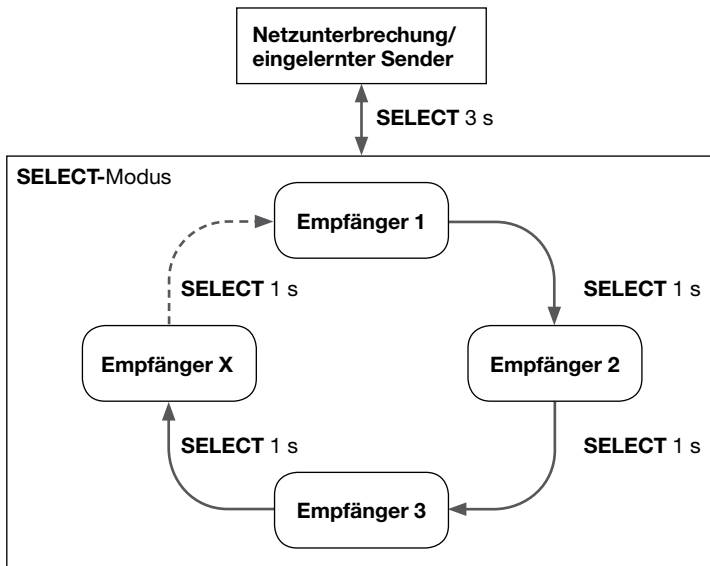 Netzunterbrechung/
eingelernter Sender
SELECT 3 s
SELECT-Modus
Empfänger 1
SELECT 1 s
SELECT 1 s
Empfänger X
Empfänger 2
SELECT 1 s
SELECT 1 s
Empfänger 3